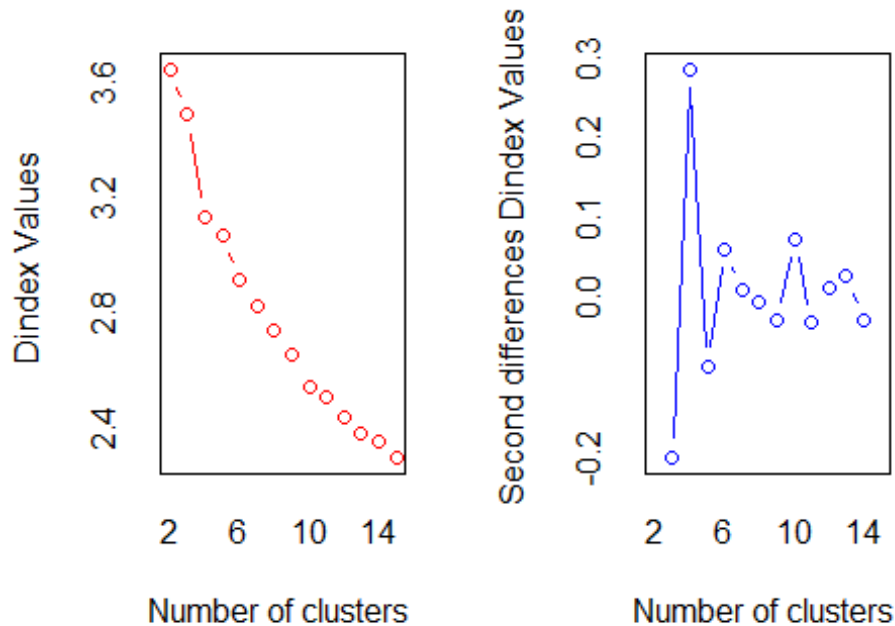 Dindex Values
3.6
3.2
2.8
2.4
2 6 10 14
Number of clusters
Second differences Dindex Values
0.3
0.2
0.1
0.0
-0.2
2 6 10 14
Number of clusters